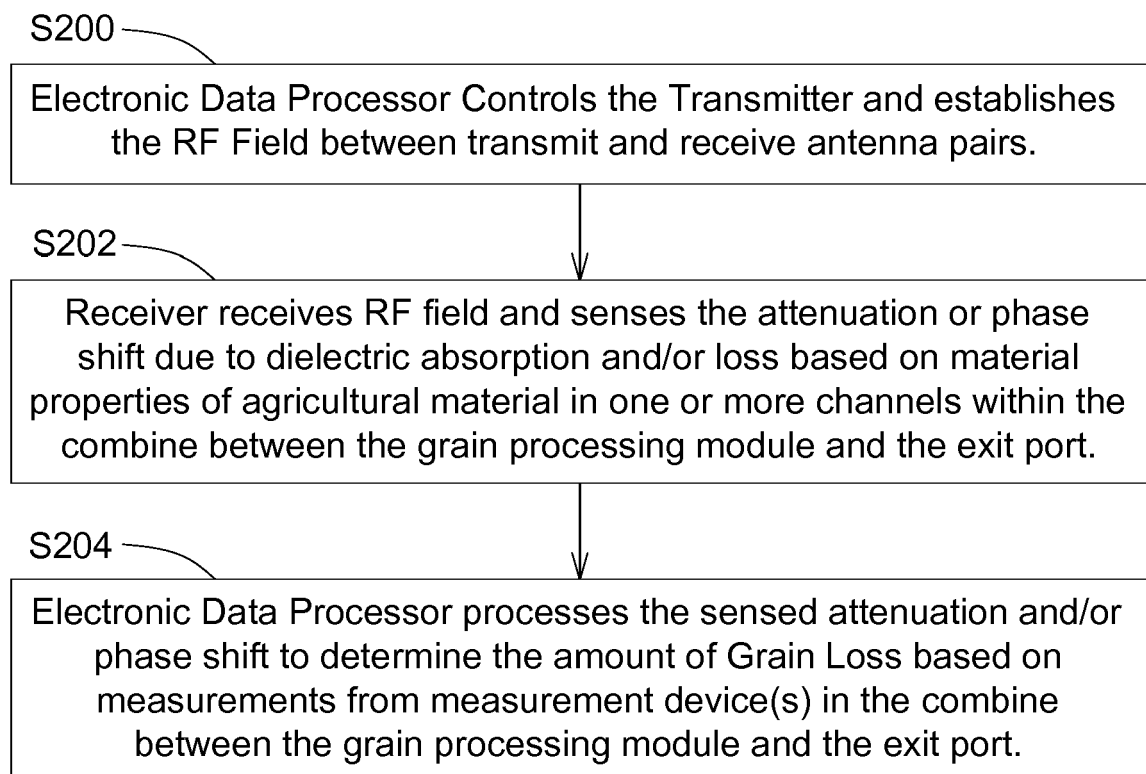 S200
Electronic Data Processor Controls the Transmitter and establishes
the RF Field between transmit and receive antenna pairs.
S202
Receiver receives RF field and senses the attenuation or phase
shift due to dielectric absorption and/or loss based on material
properties of agricultural material in one or more channels within the
combine between the grain processing module and the exit port.
S204
Electronic Data Processor processes the sensed attenuation and/or
phase shift to determine the amount of Grain Loss based on
measurements from measurement device(s) in the combine
between the grain processing module and the exit port.